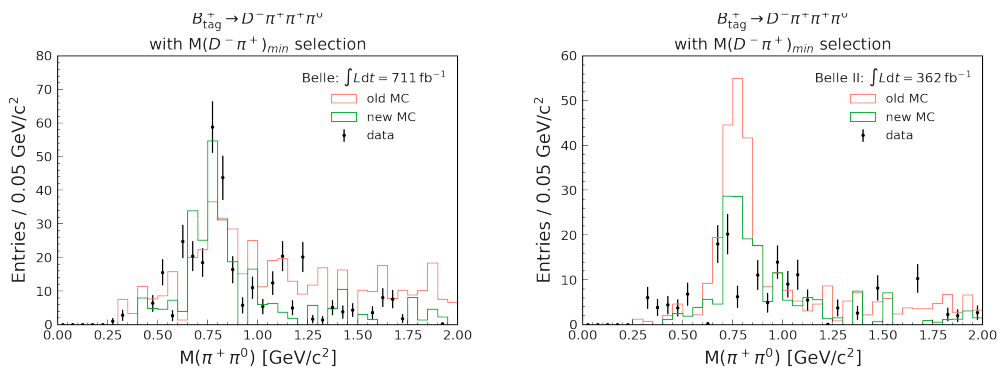 B⁺tag → D⁻π⁺π⁺π⁰
with M(D⁻π⁺)min selection
Belle: ∫Ldt = 711 fb⁻¹
old MC
new MC
data
Entries / 0.05 GeV/c²
0
10
20
30
40
50
60
70
80
0.00 0.25 0.50 0.75 1.00 1.25 1.50 1.75 2.00
M(π⁺π⁰) [GeV/c²]
B⁺tag → D⁻π⁺π⁺π⁰
with M(D⁻π⁺)min selection
Belle II: ∫Ldt = 362 fb⁻¹
old MC
new MC
data
Entries / 0.05 GeV/c²
0
10
20
30
40
50
60
0.00 0.25 0.50 0.75 1.00 1.25 1.50 1.75 2.00
M(π⁺π⁰) [GeV/c²]